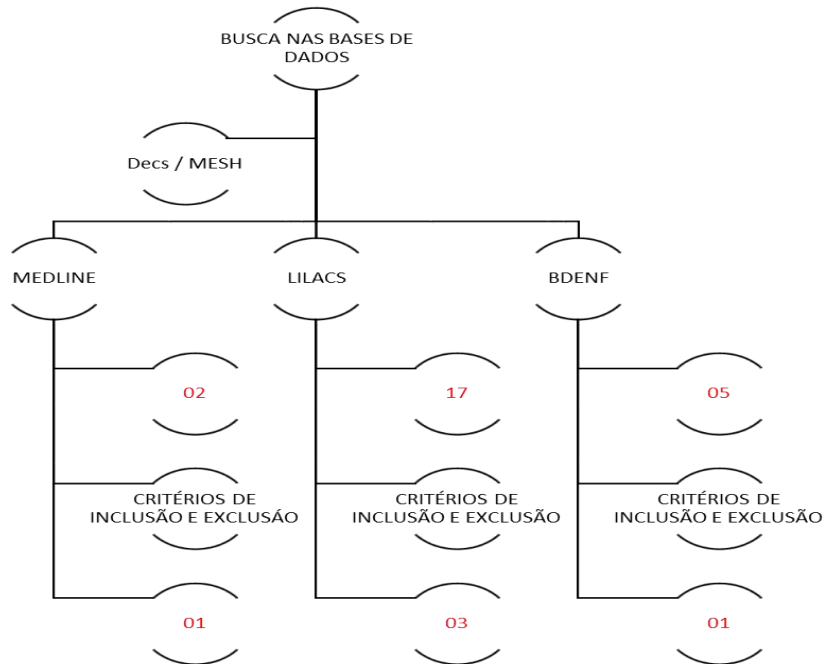 BUSCA NAS BASES DE
DADOS
Decs / MESH
MEDLINE
LILACS
BDENF
02
17
05
CRITÉRIOS DE
INCLUSÃO E EXCLUSÁO
CRITÉRIOS DE
INCLUSÃO E EXCLUSÃO
CRITÉRIOS DE
INCLUSÃO E EXCLUSÃO
01
03
01